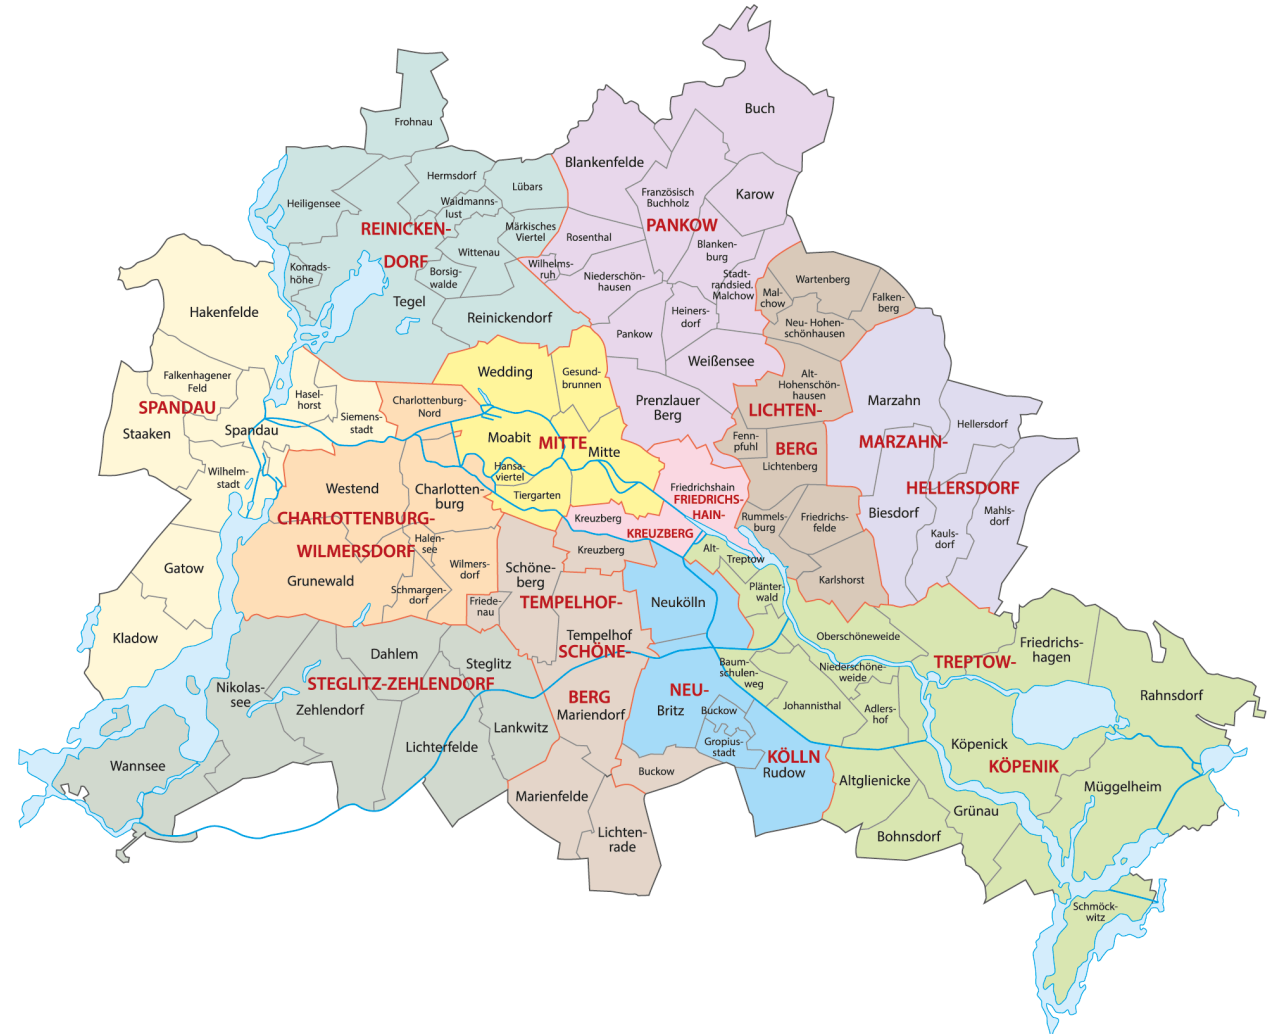 Buch
Frohnau
Blankenfelde
Hermsdorf
Lübars
Karow
Französisch
Buchholz
Heiligensee
Waidmanns-
lust
REINICKEN-
DORF
Märkisches
Viertel
PANKOW
Rosenthal
Blanken-
burg
Wittenau
Konrads-
höhe
Borsig-
walde
Wilhelms-
ruh
Niederschön-
hausen
Stadt-
randsied.
Malchow
Wartenberg
Mal-
chow
Falken-
berg
Tegel
Hakenfelde
Reinickendorf
Heiners-
dorf
Neu- Hohen-
schönhausen
Pankow
Weißensee
Wedding
Gesund-
brunnen
Falkenhagener
Feld
Alt-
Hohenschön-
hausen
Hasel-
horst
Charlottenburg-
Nord
Prenzlauer
Berg
Marzahn
SPANDAU
LICHTEN-
BERG
Siemens-
stadt
Hellersdorf
Staaken
Spandau
Moabit
MITTE
Mitte
Fenn-
pfuhl
MARZAHN-
HELLERSDORF
Lichtenberg
Hansa-
viertel
Wilhelm-
stadt
Westend
Charlotten-
burg
Tiergarten
Friedrichshain
FRIEDRICHS-
HAIN-
KREUZBERG
Kreuzberg
CHARLOTTENBURG-
WILMERSDORF
Rummels-
burg
Friedrichs-
felde
Biesdorf
Mahls-
dorf
Kauls-
dorf
Halen-
see
Kreuzberg
Alt-
Treptow
Gatow
Grunewald
Wilmers-
dorf
Schöne-
berg
Karlshorst
Schmargen-
dorf
Friede-
nau
TEMPELHOF-
SCHÖNE-
BERG
Neukölln
Plänter-
wald
Kladow
Tempelhof
Oberschöneweide
Friedrichs-
hagen
Dahlem
Steglitz
TREPTOW-
KÖPENIK
Baum-
schulen-
weg
Niederschöne-
weide
STEGLITZ-ZEHLENDORF
Nikolas-
see
NEU-
KÖLLN
Rahnsdorf
Zehlendorf
Mariendorf
Britz
Buckow
Johannisthal
Adlers-
hof
Lankwitz
Lichterfelde
Gropius-
stadt
Köpenick
Wannsee
Buckow
Rudow
Altglienicke
Müggelheim
Marienfelde
Grünau
Lichten-
rade
Bohnsdorf
Schmöck-
witz